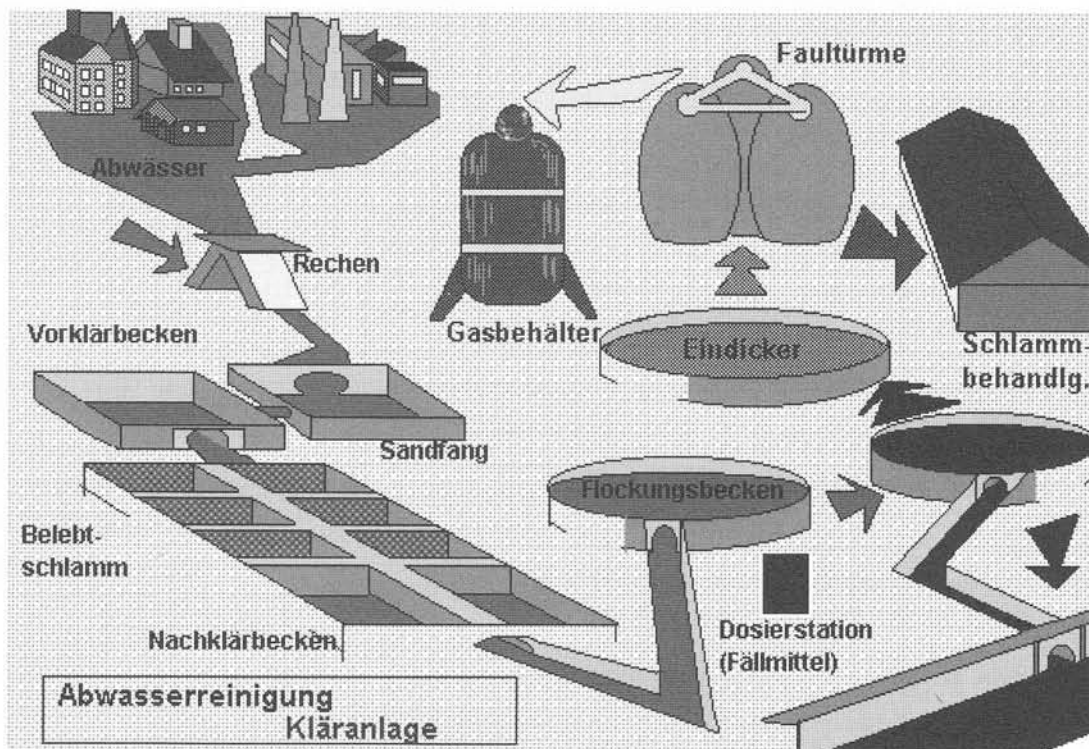 Faultürme
Abwässer
Rechen
Vorklärbecken
Gasbehälter
Eindicker
Schlamm-
behandlg.
Sandfang
Flockungsbecken
Belebt-
schlamm
Nachklärbecken
Dosierstation
(Fällmittel)
Abwasserreinigung
Kläranlage